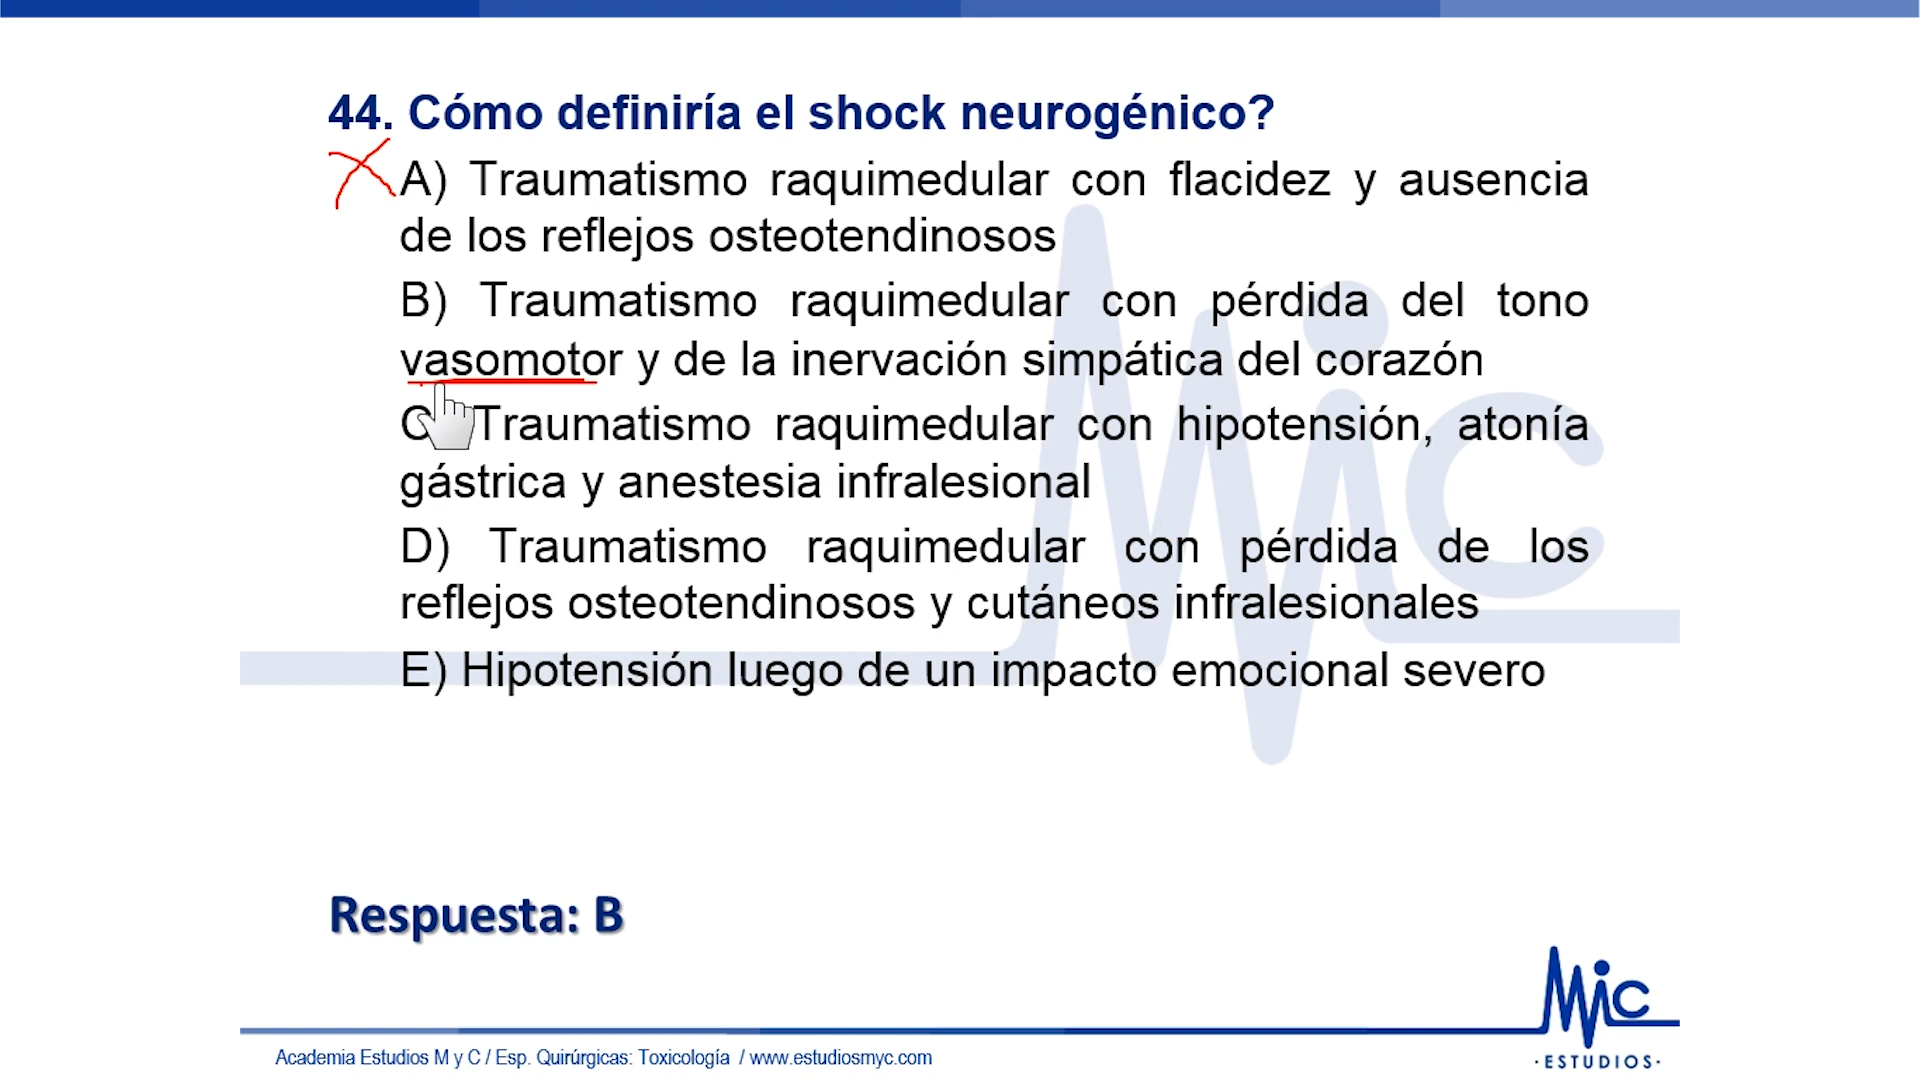 44. Cómo definiría el shock neurogénico?
A) Traumatismo raquimedular con flacidez y ausencia
de los reflejos osteotendinosos
B) Traumatismo raquimedular con pérdida del tono
vasomotor y de la inervación simpática del corazón
C Traumatismo raquimedular con hipotensión, atonía
gástrica y anestesia infralesional
D) Traumatismo raquimedular con pérdida de los
reflejos osteotendinosos y cutáneos infralesionales
E) Hipotensión luego de un impacto emocional severo
Respuesta: B
Academia Estudios M y C / Esp. Quirúrgicas: Toxicología / www.estudiosmyc.com
Mic
·ESTUDIOS·
Mic